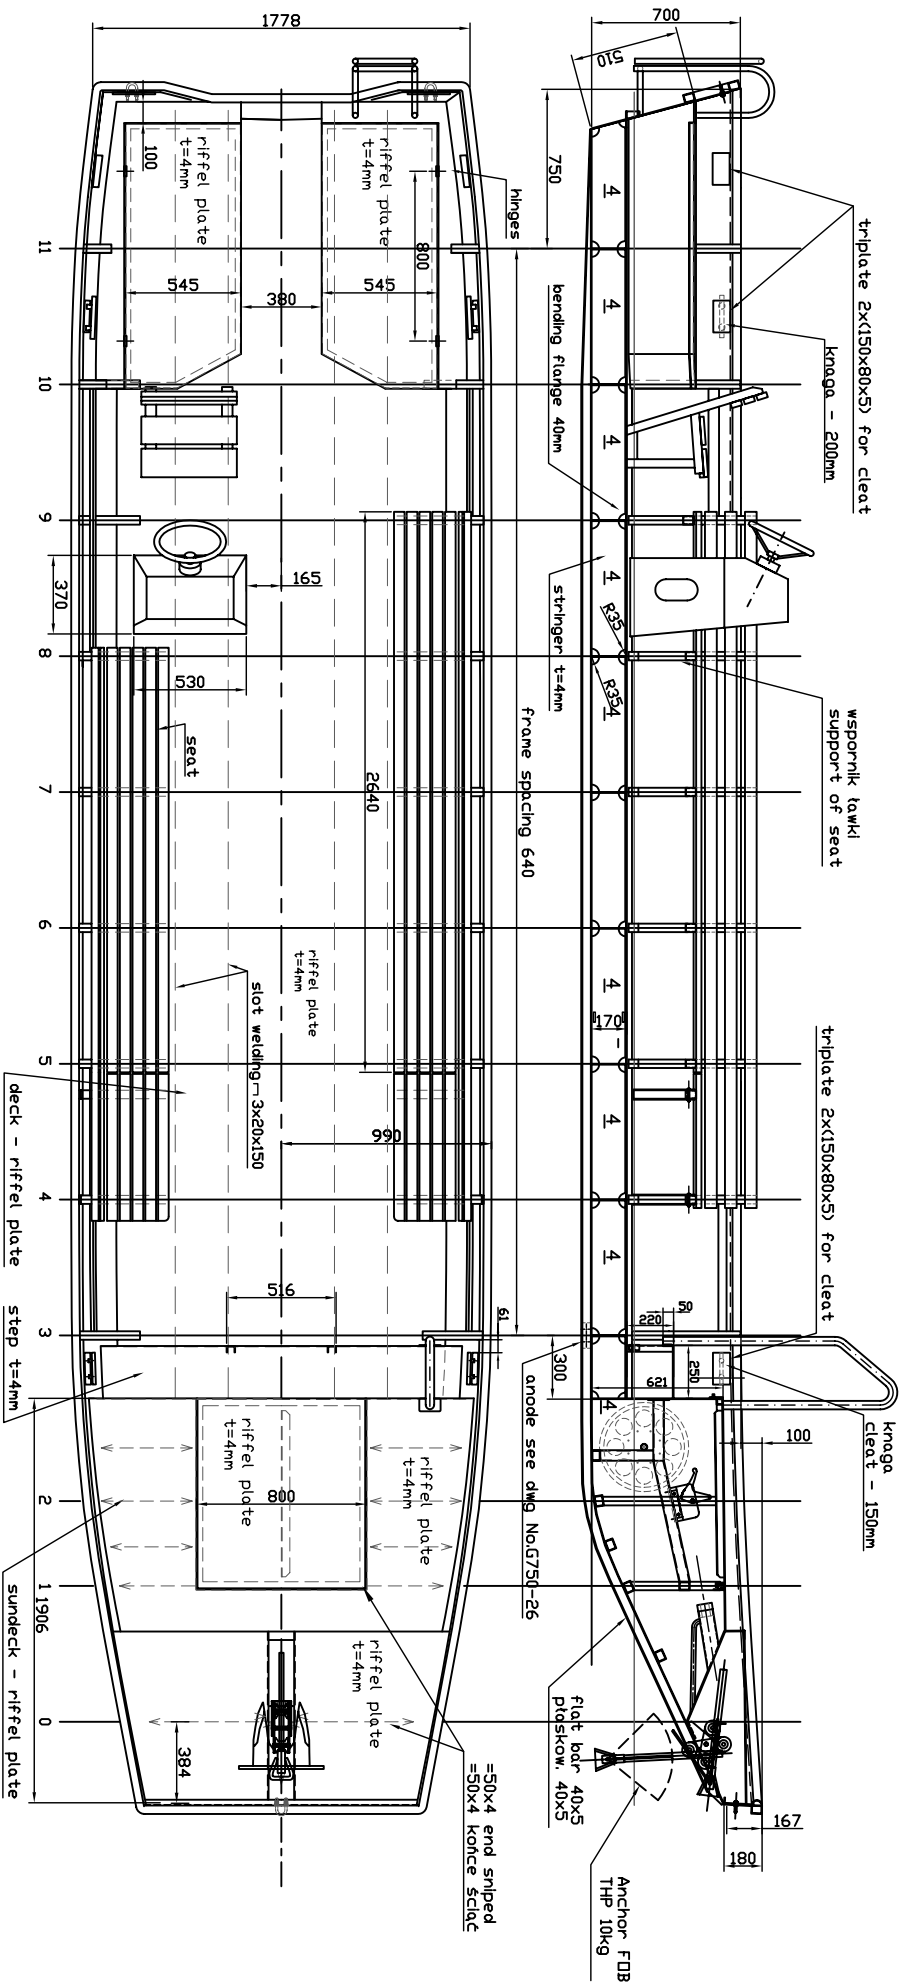 1778
700
510
750
100
riffel plate
t=4mm
riffel plate
t=4mm
hinges
800
545
380
545
triplate 2x(150x80x5) for cleat
knaga - 200mm
bending flange 40mm
11
10
9
8
7
6
5
4
3
2
1
0
4
4
4
4
4
4
4
4
4
370
165
530
stringer t=4mm
R35
R35
wspornik ławki
support of seat
seat
2640
frame spacing 640
riffel plate
t=4mm
slot welding 3x20x150
990
170
triplate 2x(150x80x5) for cleat
deck - riffel plate
step t=4mm
516
61
300
50
220
250
621
100
knaga
cleat - 150mm
anode see dwg No.G750-26
riffel plate
t=4mm
800
riffel plate
t=4mm
1906
sundeck - riffel plate
riffel plate
t=4mm
384
=50x4 end sniped
=50x4 końce ściąć
flat bar 40x5
płaskow. 40x5
167
180
Anchor FOB
THP 10kg